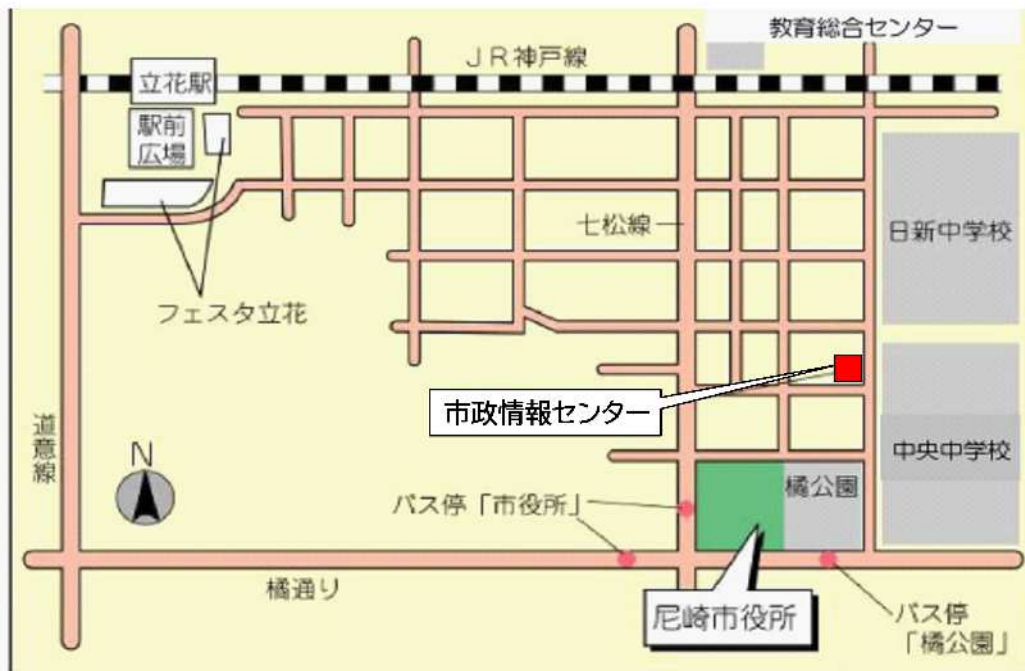 教育総合センター
JR神戸線
立花駅
駅前
広場
七松線
日新中学校
フェスタ立花
市政情報センター
道意線
N
中央中学校
橘公園
バス停「市役所」
橘通り
尼崎市役所
バス停
「橘公園」